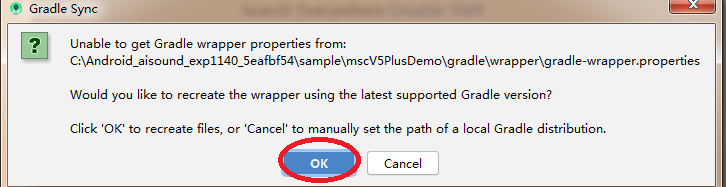 Gradle Sync
Unable to get Gradle wrapper properties from:
C:\Android_aisound_exp1140_5eafbf54\sample\mscV5PlusDemo\gradle\wrapper\gradle-wrapper.properties
Would you like to recreate the wrapper using the latest supported Gradle version?
Click 'OK' to recreate files, or 'Cancel' to manually set the path of a local Gradle distribution.
OK
Cancel